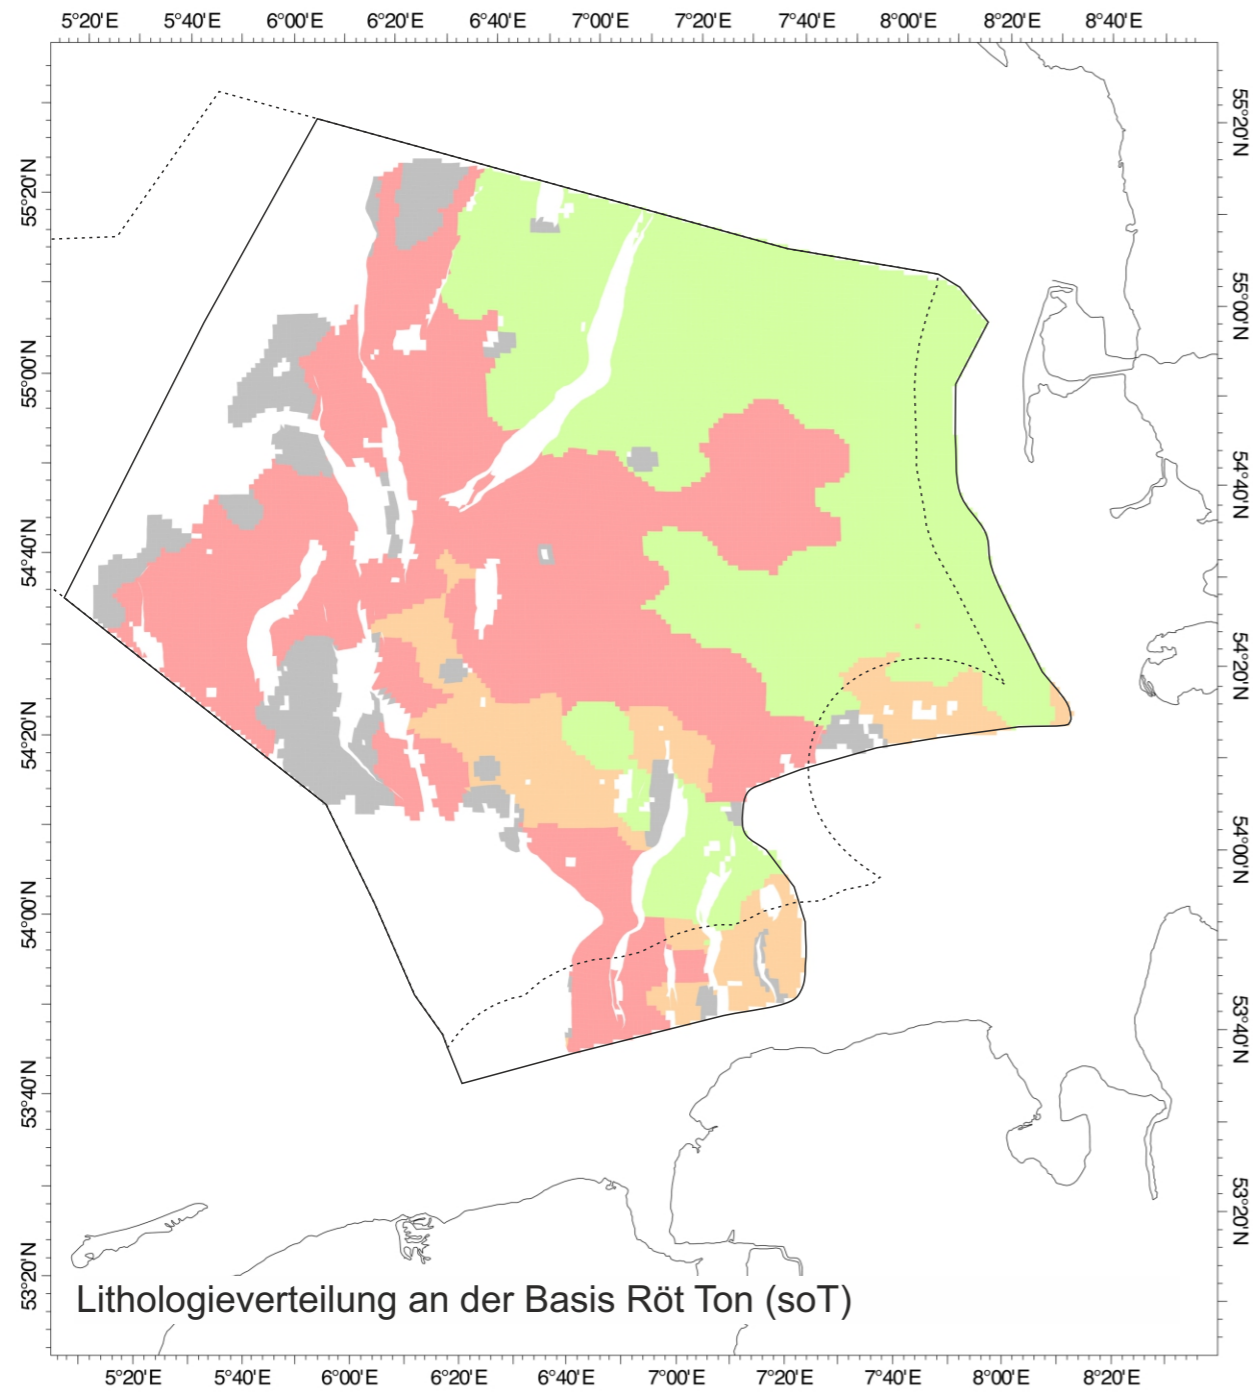 5°20'E 5°40'E 6°00'E 6°20'E 6°40'E 7°00'E 7°20'E 7°40'E 8°00'E 8°20'E 8°40'E
55°20'N
55°00'N
54°40'N
54°20'N
54°00'N
53°40'N
53°20'N
55°20'N
55°00'N
54°40'N
54°20'N
54°00'N
53°40'N
53°20'N
Lithologieverteilung an der Basis Röt Ton (soT)
5°20'E 5°40'E 6°00'E 6°20'E 6°40'E 7°00'E 7°20'E 7°40'E 8°00'E 8°20'E